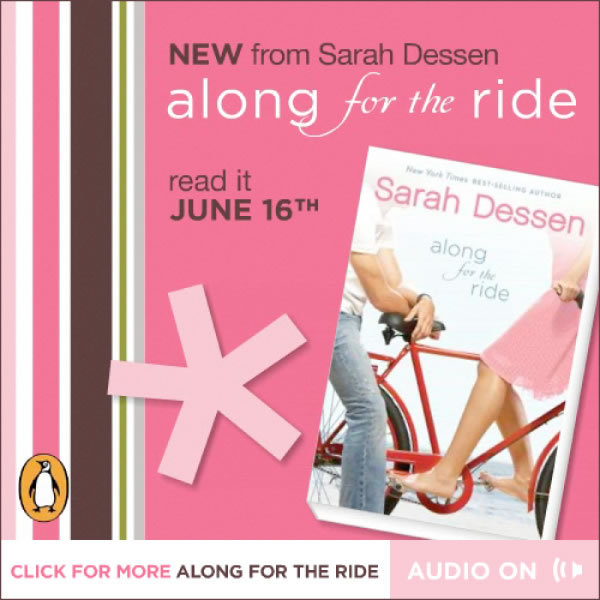 NEW from Sarah Dessen
along for the ride
read it
JUNE 16TH
New York Times BEST-SELLING AUTHOR
Sarah Dessen
along
for the
ride
CLICK FOR MORE ALONG FOR THE RIDE
AUDIO ON